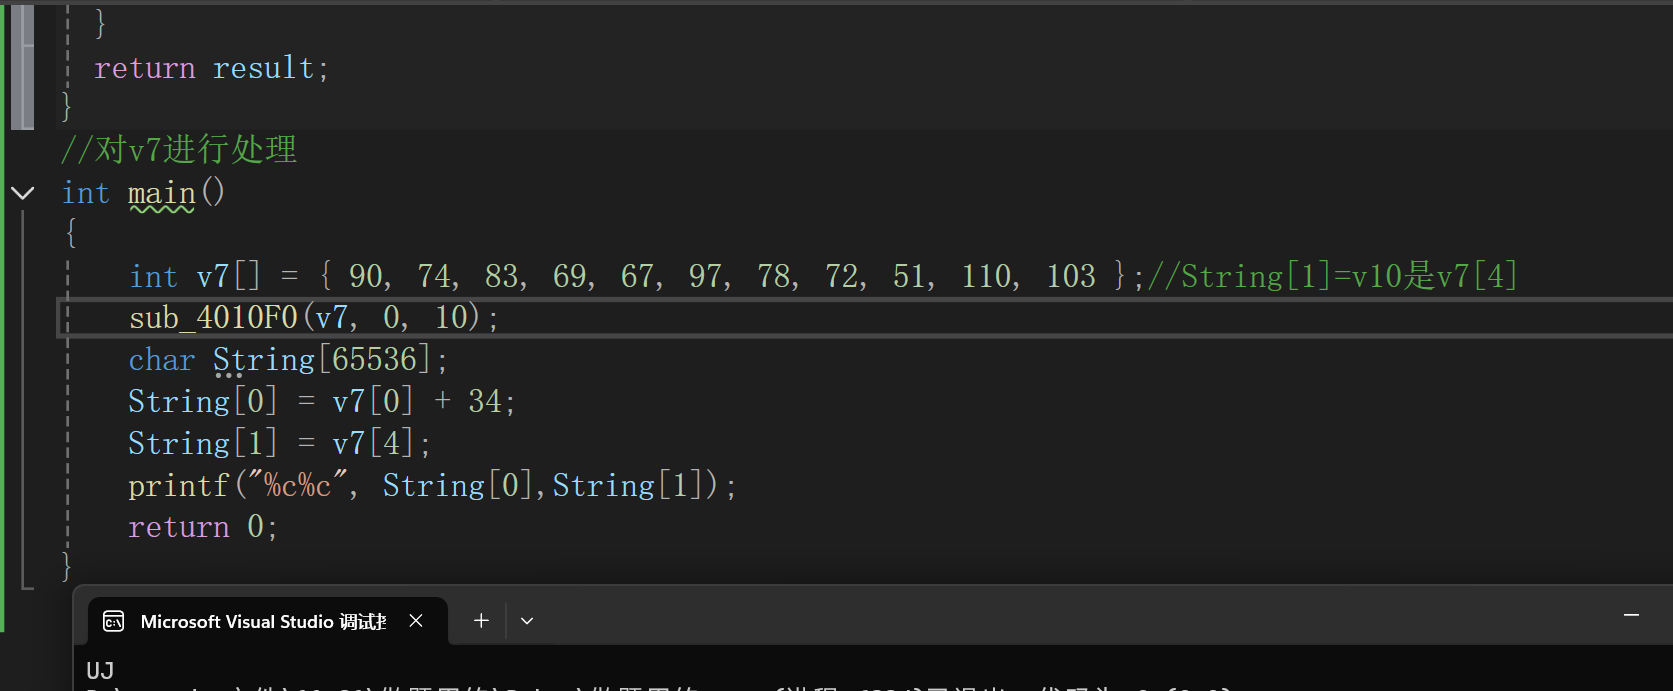 }
return result;
}
//对v7进行处理
int main()
{
int v7[] = { 90, 74, 83, 69, 67, 97, 78, 72, 51, 110, 103 };//String[1]=v10是v7[4]
sub_4010F0(v7, 0, 10);
char String[65536];
String[0] = v7[0] + 34;
String[1] = v7[4];
printf("%c%c", String[0],String[1]);
return 0;
}
Microsoft Visual Studio 调试
UJ